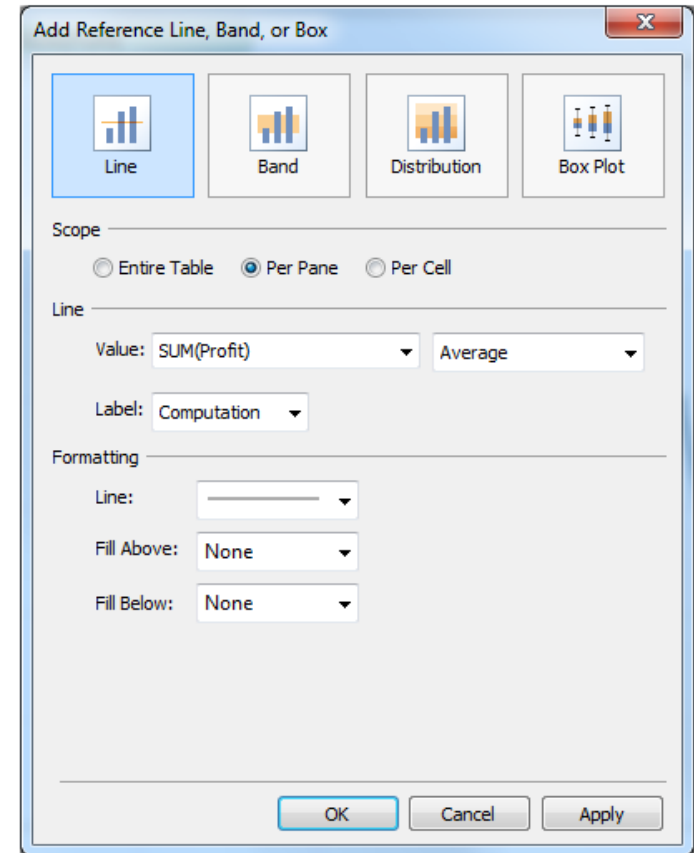 Add Reference Line, Band, or Box
Line Band Distribution Box Plot
Scope
Entire Table Per Pane Per Cell
Line
Value: SUM(Profit) Average
Label: Computation
Formatting
Line:
Fill Above: None
Fill Below: None
OK Cancel Apply